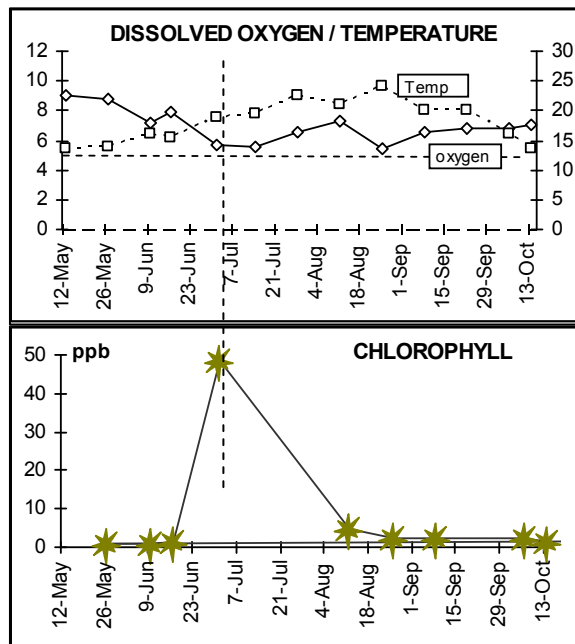 DISSOLVED OXYGEN / TEMPERATURE
12 30
10 25
8 20
6 15
4 10
2 5
0 0
Temp
oxygen
12-May 26-May 9-Jun 23-Jun 7-Jul 21-Jul 4-Aug 18-Aug 1-Sep 15-Sep 29-Sep 13-Oct
ppb CHLOROPHYLL
50
40
30
20
10
0
12-May 26-May 9-Jun 23-Jun 7-Jul 21-Jul 4-Aug 18-Aug 1-Sep 15-Sep 29-Sep 13-Oct